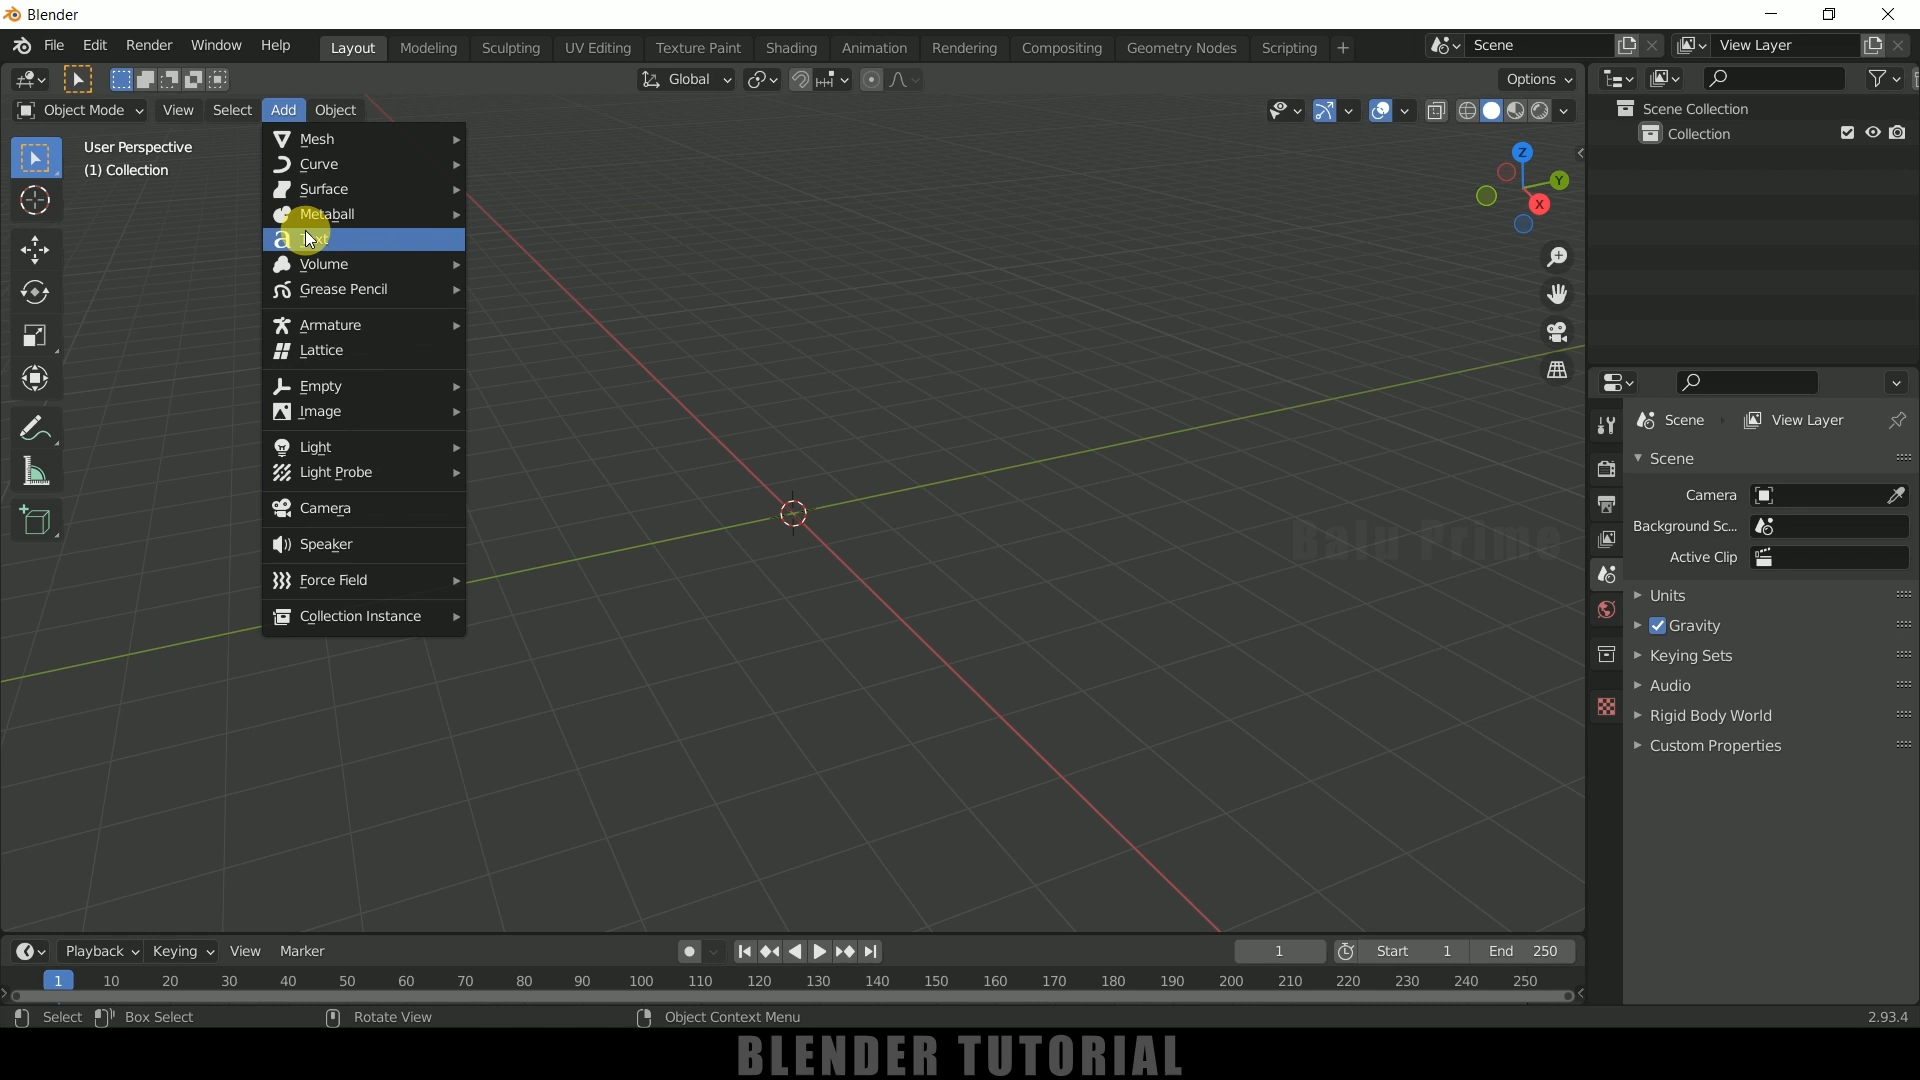 Blender
File Edit Render Window Help Layout Modeling Sculpting UV Editing Texture Paint Shading Animation Rendering Compositing Geometry Nodes Scripting + Scene View Layer
Global Options
Object Mode View Select Add Object
User Perspective
(1) Collection
Mesh
Curve
Surface
Metaball
Text
Volume
Grease Pencil
Armature
Lattice
Empty
Image
Light
Light Probe
Camera
Speaker
Force Field
Collection Instance
Z
Y
X
Balu Prime
Scene Collection
Collection
Scene View Layer
Scene
Camera
Background Sc...
Active Clip
Units
Gravity
Keying Sets
Audio
Rigid Body World
Custom Properties
Playback Keying View Marker 1 Start 1 End 250
1 10 20 30 40 50 60 70 80 90 100 110 120 130 140 150 160 170 180 190 200 210 220 230 240 250
Select Box Select Rotate View Object Context Menu 2.93.4
BLENDER TUTORIAL